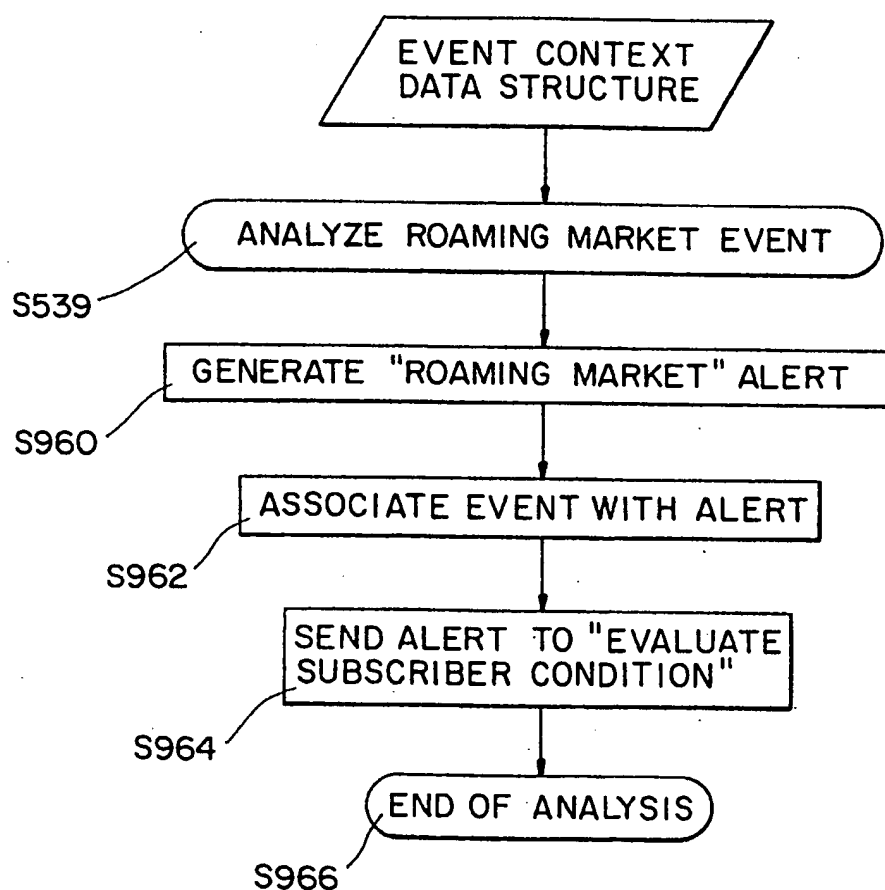 EVENT CONTEXT
DATA STRUCTURE
ANALYZE ROAMING MARKET EVENT
S539
GENERATE "ROAMING MARKET" ALERT
S960
ASSOCIATE EVENT WITH ALERT
S962
SEND ALERT TO "EVALUATE
SUBSCRIBER CONDITION"
S964
END OF ANALYSIS
S966